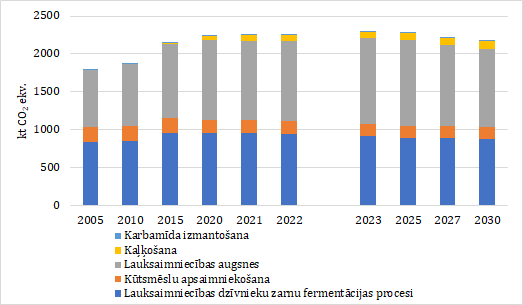 2500
2000
1500
1000
500
0
kt CO₂ ekv.
2005 2010 2015 2020 2021 2022 2023 2025 2027 2030
Karbamīda izmantošana
Kaļķošana
Lauksaimniecības augsnes
Kūtsmēslu apsaimniekošana
Lauksaimniecības dzīvnieku zarnu fermentācijas procesi